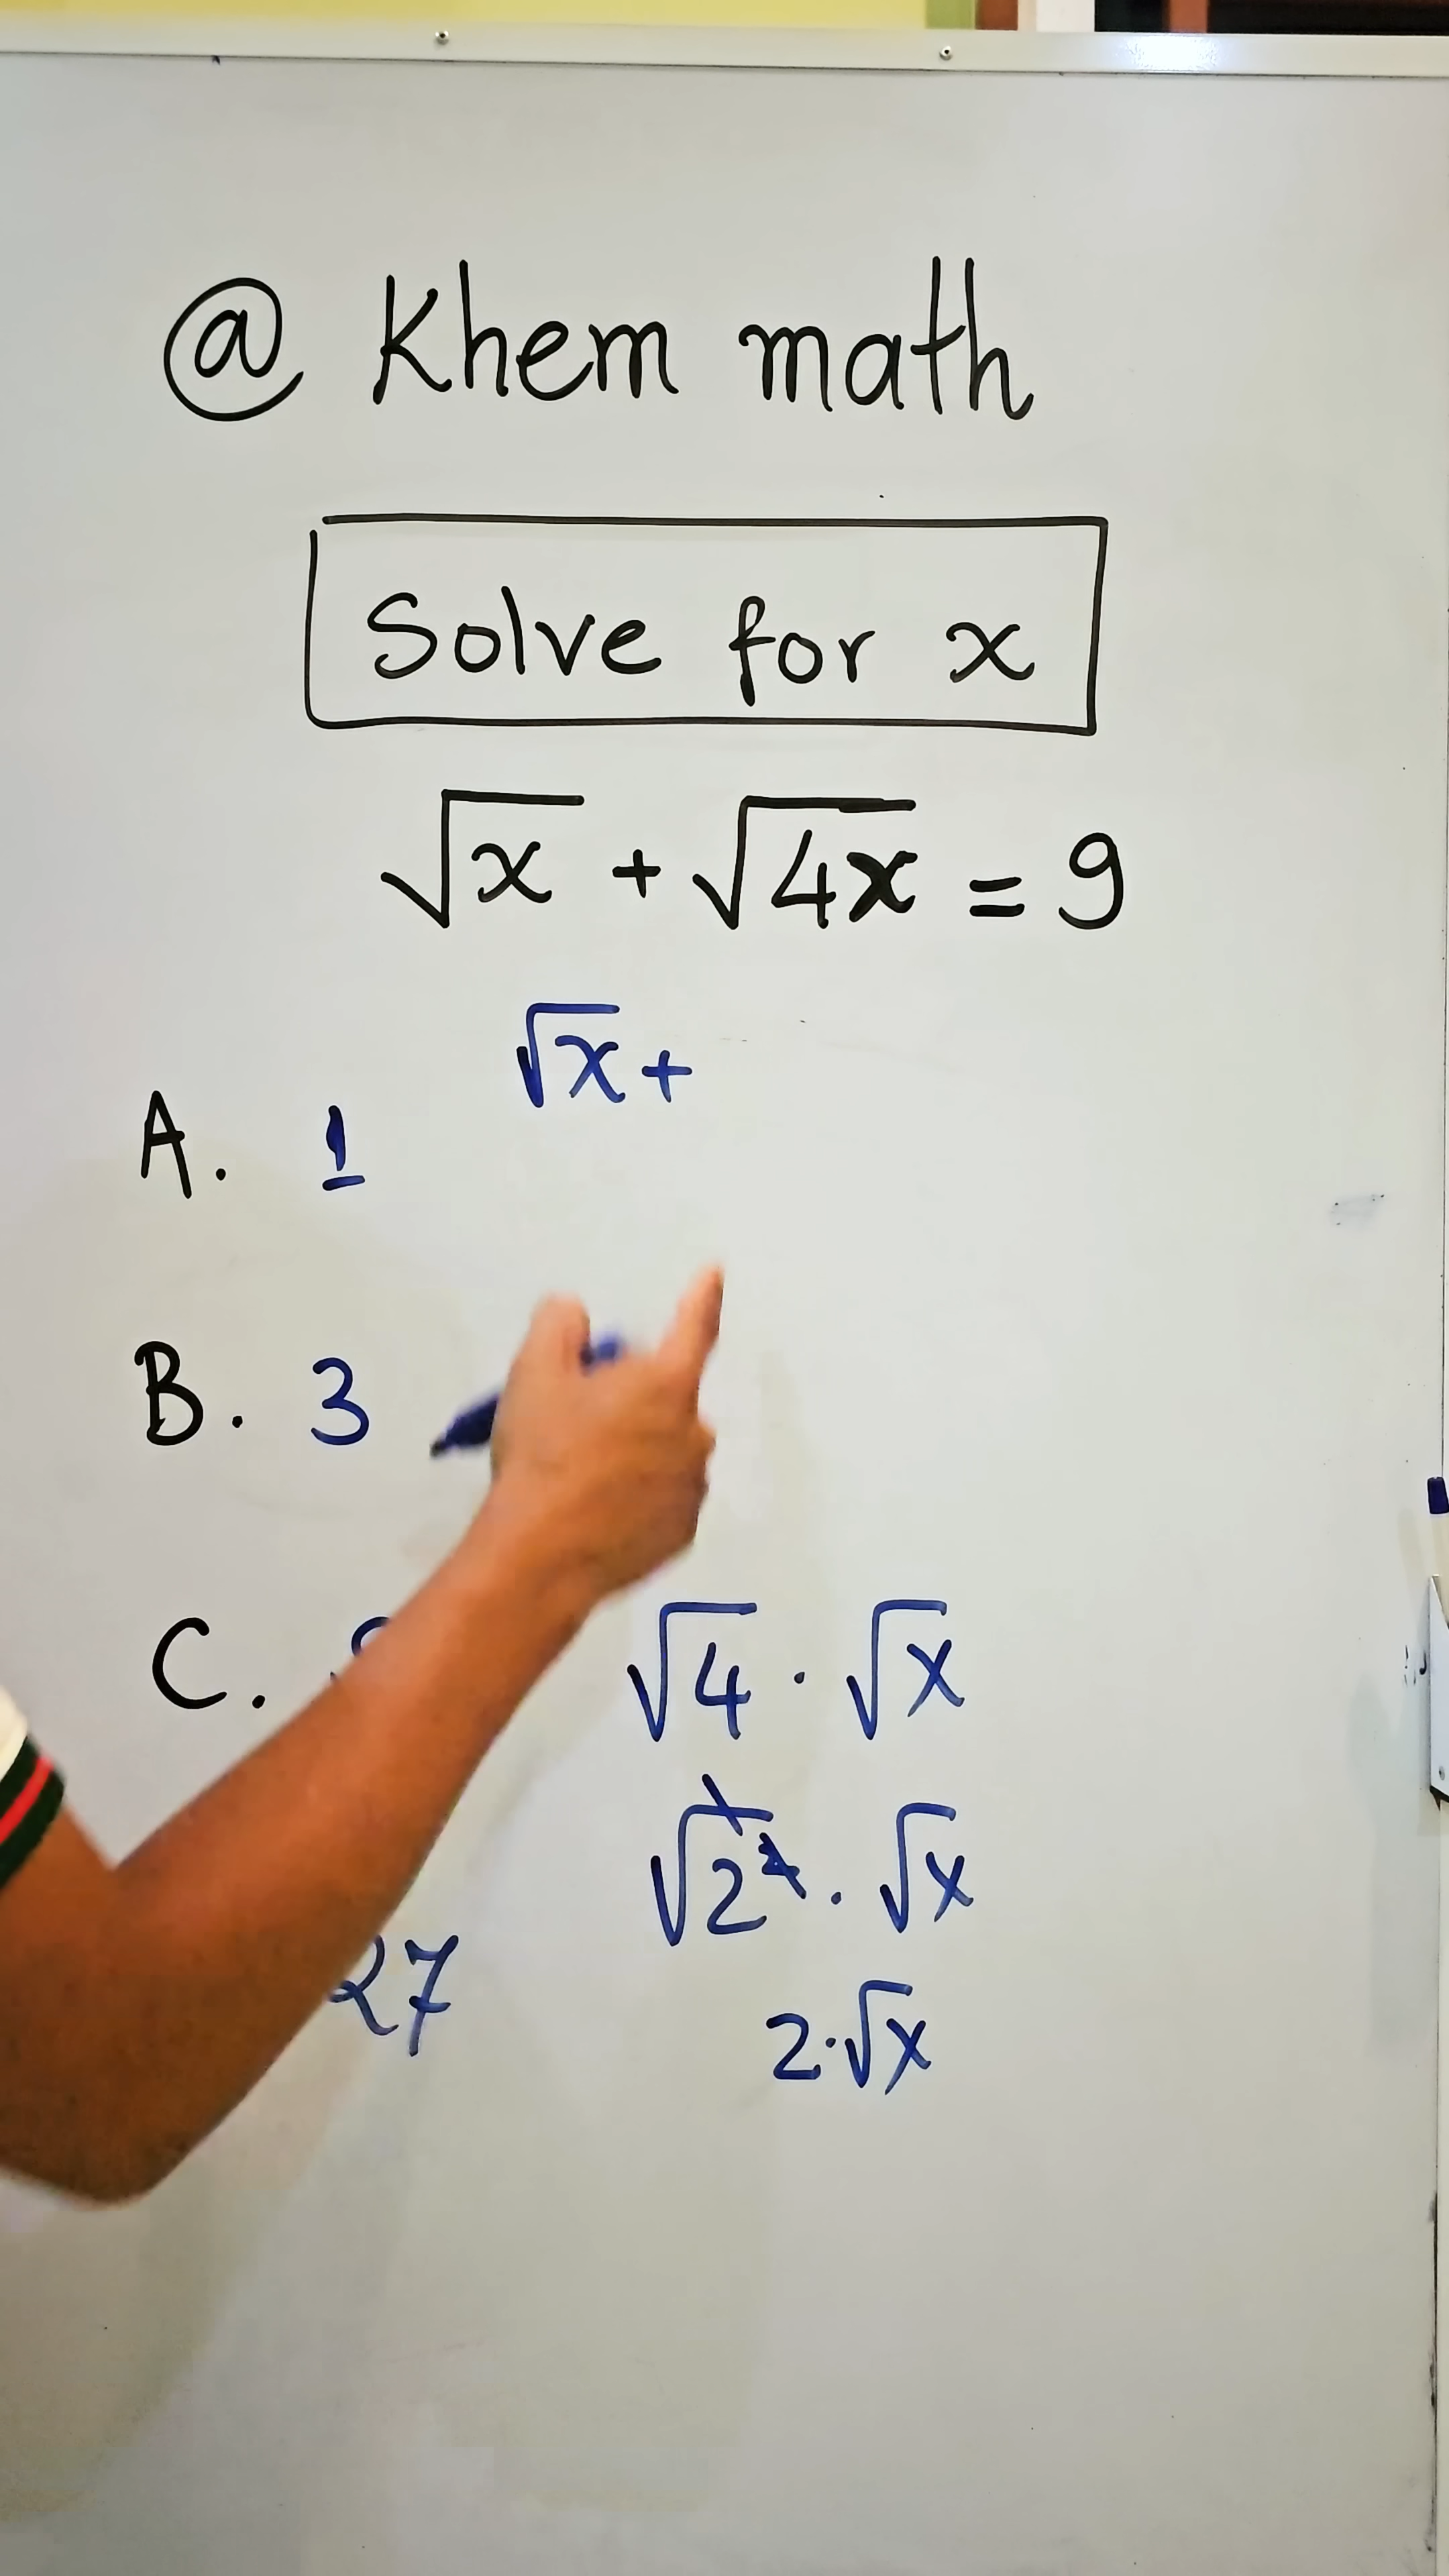 @ Khem math
Solve for x
√x + √4x = 9
√x +
A. 1
B. 3
C.
√4 · √x
√2² · √x
27
2·√x